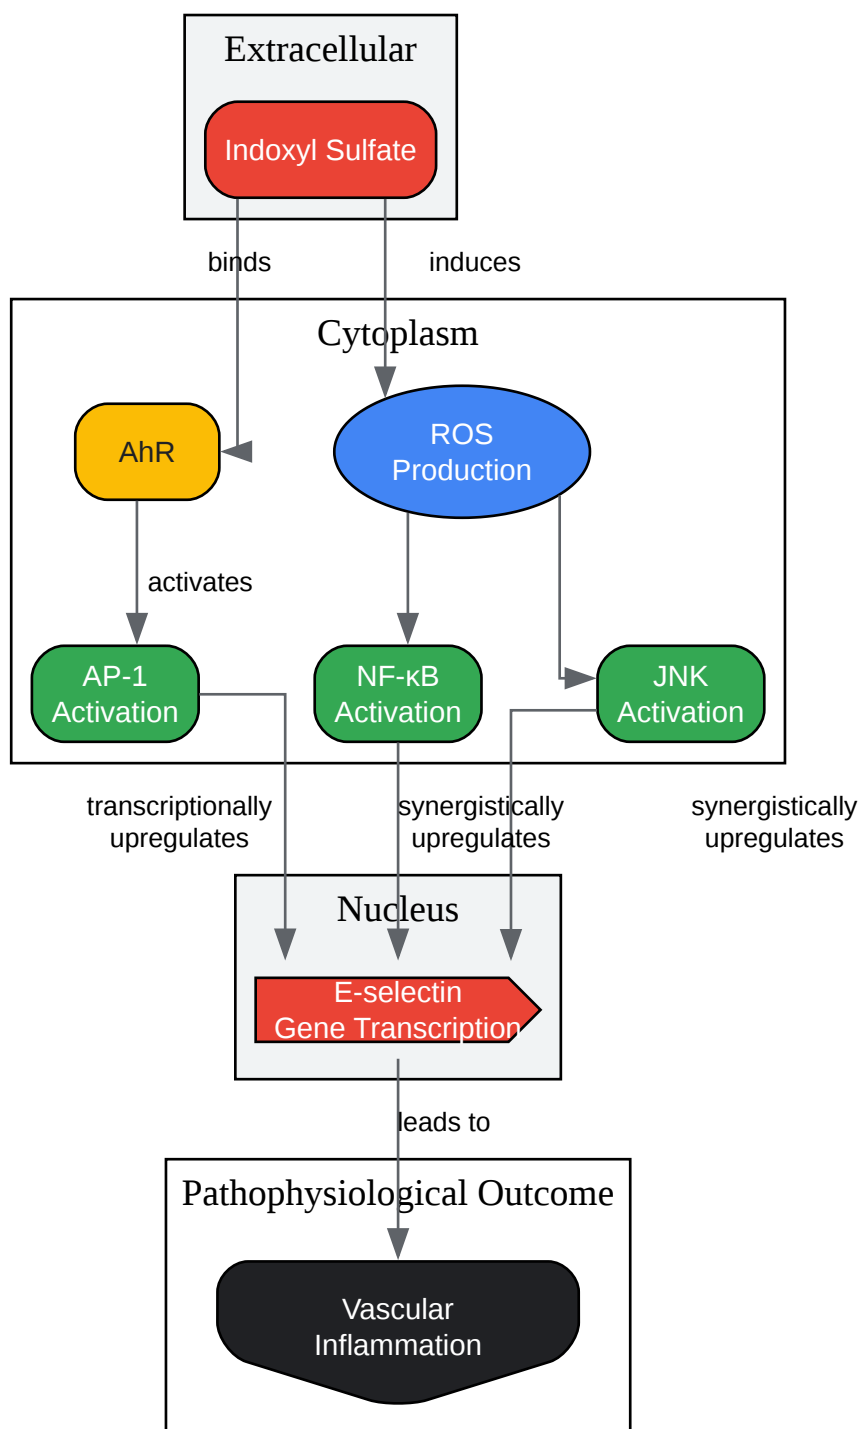 Extracellular
Indoxyl Sulfate
binds
induces
Cytoplasm
AhR
ROS
Production
activates
AP-1
Activation
NF-κB
Activation
JNK
Activation
transcriptionally
upregulates
synergistically
upregulates
synergistically
upregulates
Nucleus
E-selectin
Gene Transcription
leads to
Pathophysiological Outcome
Vascular
Inflammation